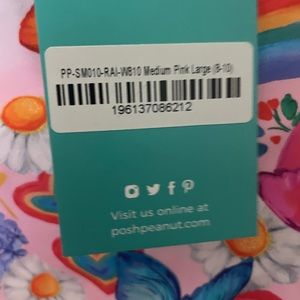 PP-SM010-RAI-W810 Medium Pink Large (8-10)
196137086212
Visit us online at
poshpeanut.com